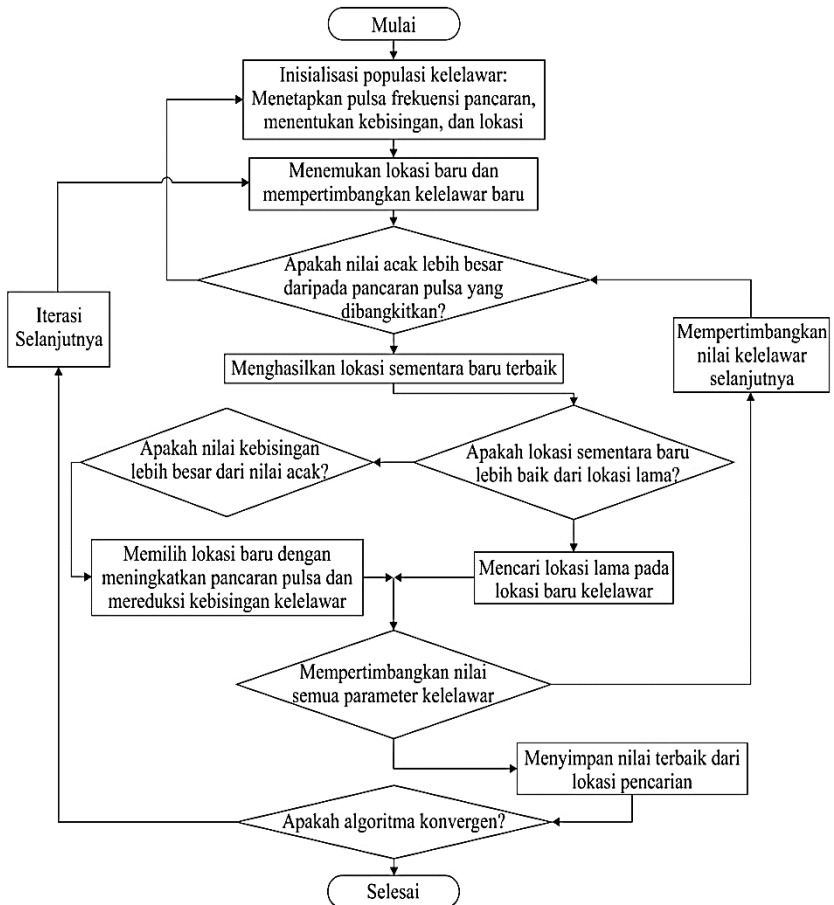 Mulai
Inisialisasi populasi kelelawar:
Menetapkan pulsa frekuensi pancaran,
menentukan kebisingan, dan lokasi
Menemukan lokasi baru dan
mempertimbangkan kelelawar baru
Apakah nilai acak lebih besar
daripada pancaran pulsa yang
dibangkitkan?
Iterasi
Selanjutnya
Mempertimbangkan
nilai kelelawar
selanjutnya
Menghasilkan lokasi sementara baru terbaik
Apakah nilai kebisingan
lebih besar dari nilai acak?
Apakah lokasi sementara baru
lebih baik dari lokasi lama?
Memilih lokasi baru dengan
meningkatkan pancaran pulsa dan
mereduksi kebisingan kelelawar
Mencari lokasi lama pada
lokasi baru kelelawar
Mempertimbangkan nilai
semua parameter kelelawar
Menyimpan nilai terbaik dari
lokasi pencarian
Apakah algoritma konvergen?
Selesai